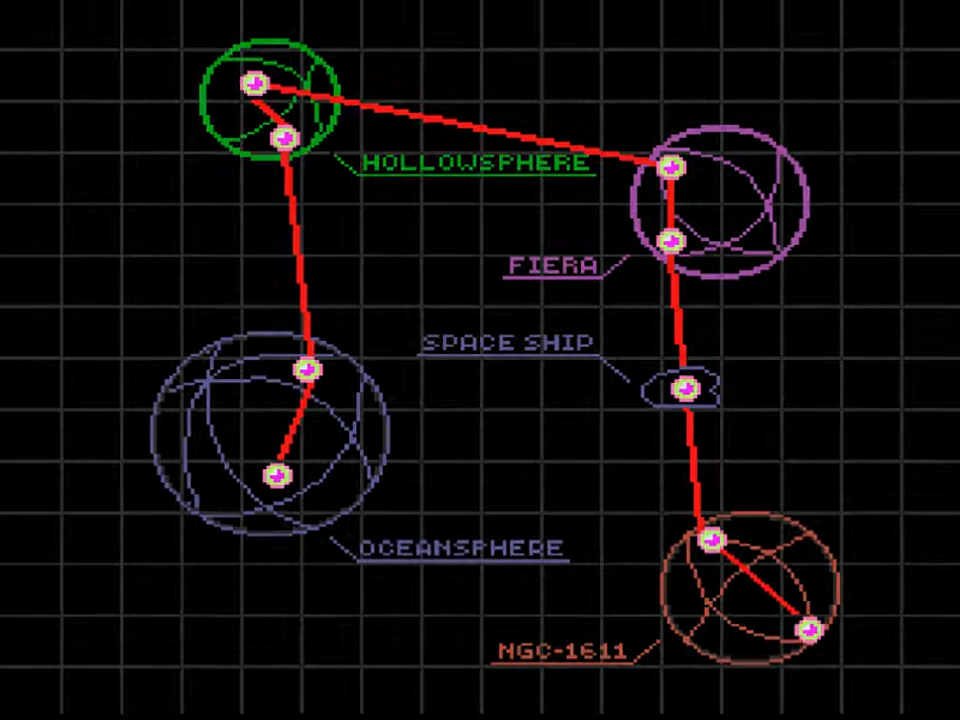 HOLLOWSPHERE
FIERA
SPACE SHIP
OCEANSPHERE
NGC-1611